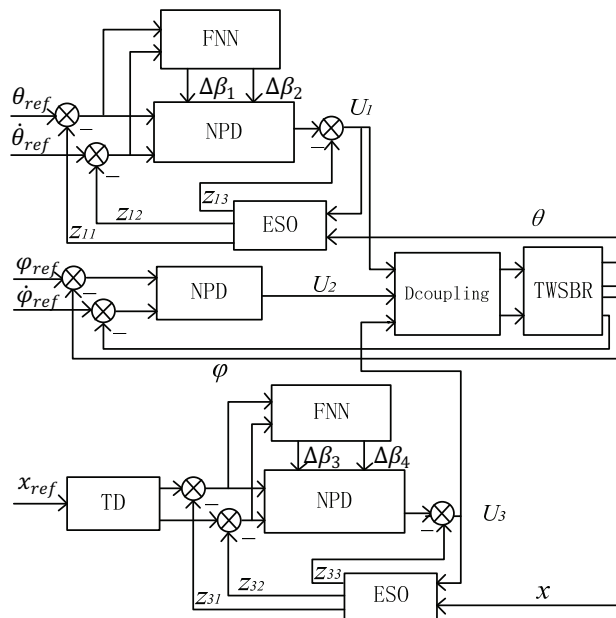 FNN
Δβ1 Δβ2
θref
U1
NPD
θ̇ref
z13
z12
ESO
z11
θ
φref
NPD
U2
Dcoupling
TWSBR
φ̇ref
φ
FNN
Δβ3 Δβ4
xref
TD
NPD
U3
z33
z32
ESO
x
z31